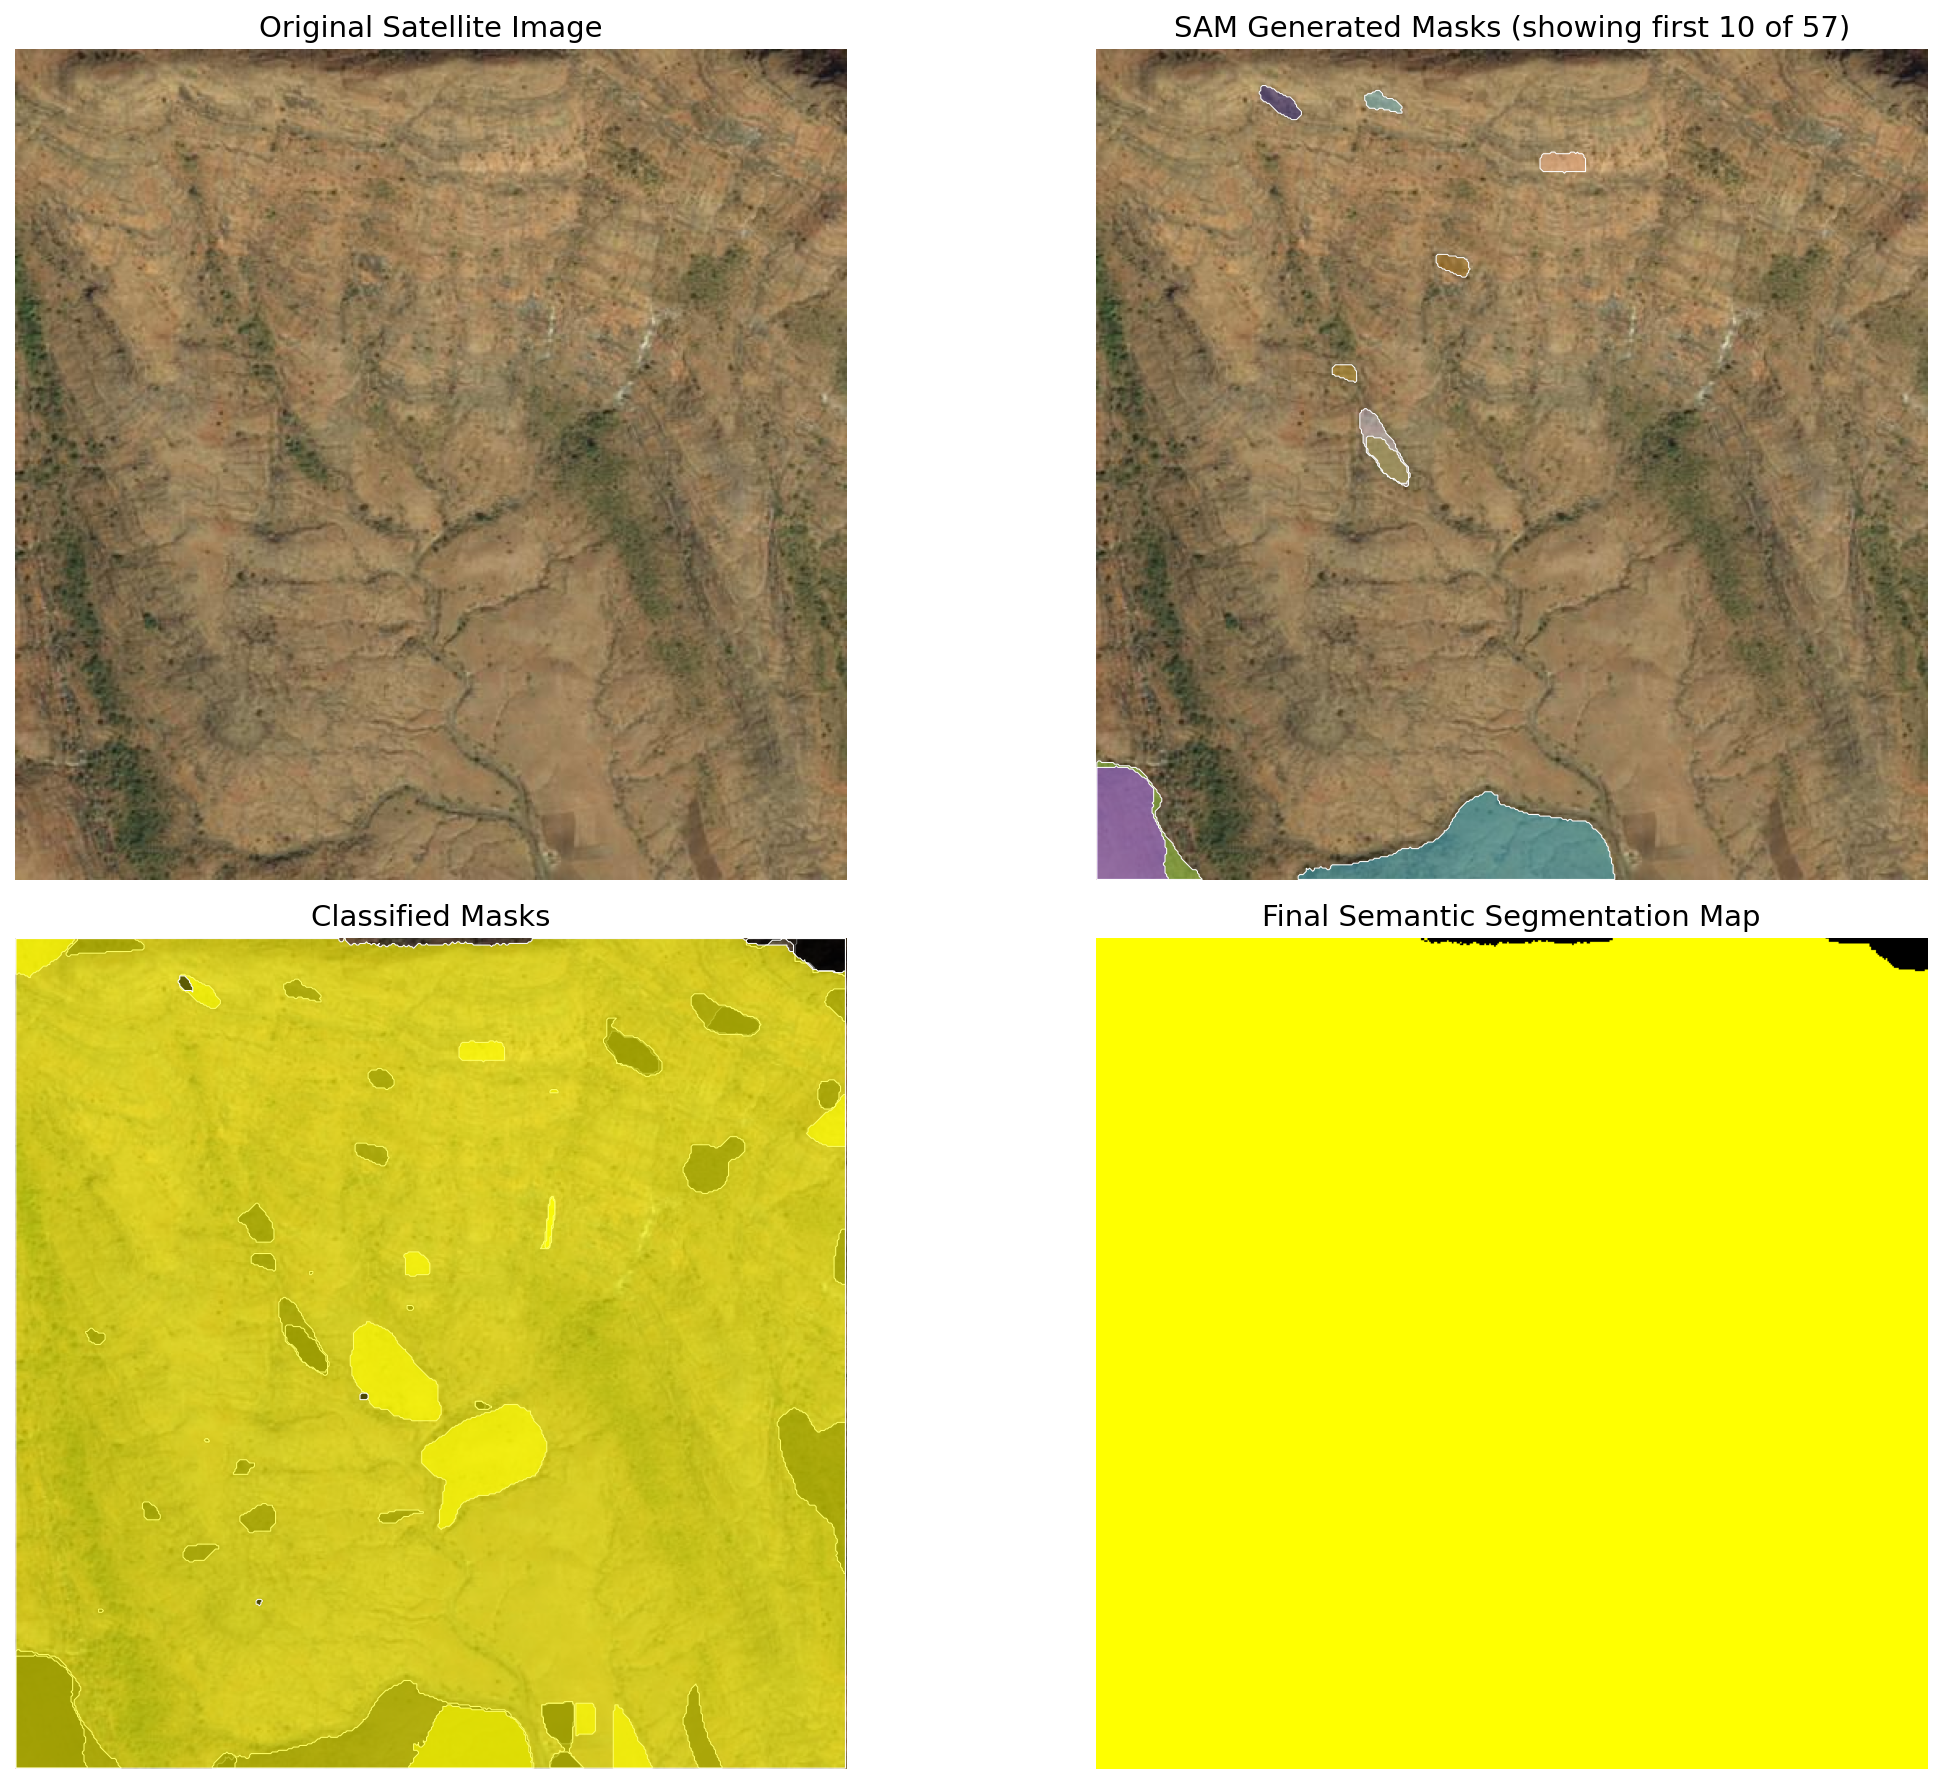 Original Satellite Image
SAM Generated Masks (showing first 10 of 57)
Classified Masks
Final Semantic Segmentation Map